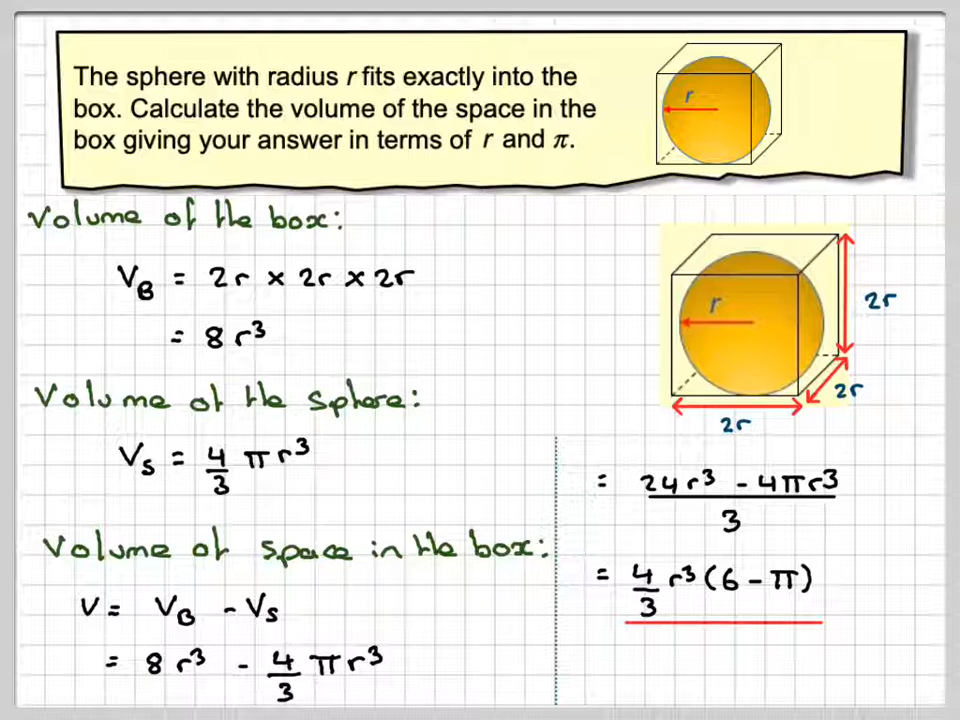 The sphere with radius r fits exactly into the
box. Calculate the volume of the space in the
box giving your answer in terms of r and π.
r
Volume of the box:
V_B = 2r × 2r × 2r
= 8r³
Volume of the sphere:
V_S = 4/3 πr³
Volume of space in the box:
V = V_B - V_S
= 8r³ - 4/3 πr³
r
2r
2r
2r
= (24r³ - 4πr³)/3
= 4/3 r³(6 - π)